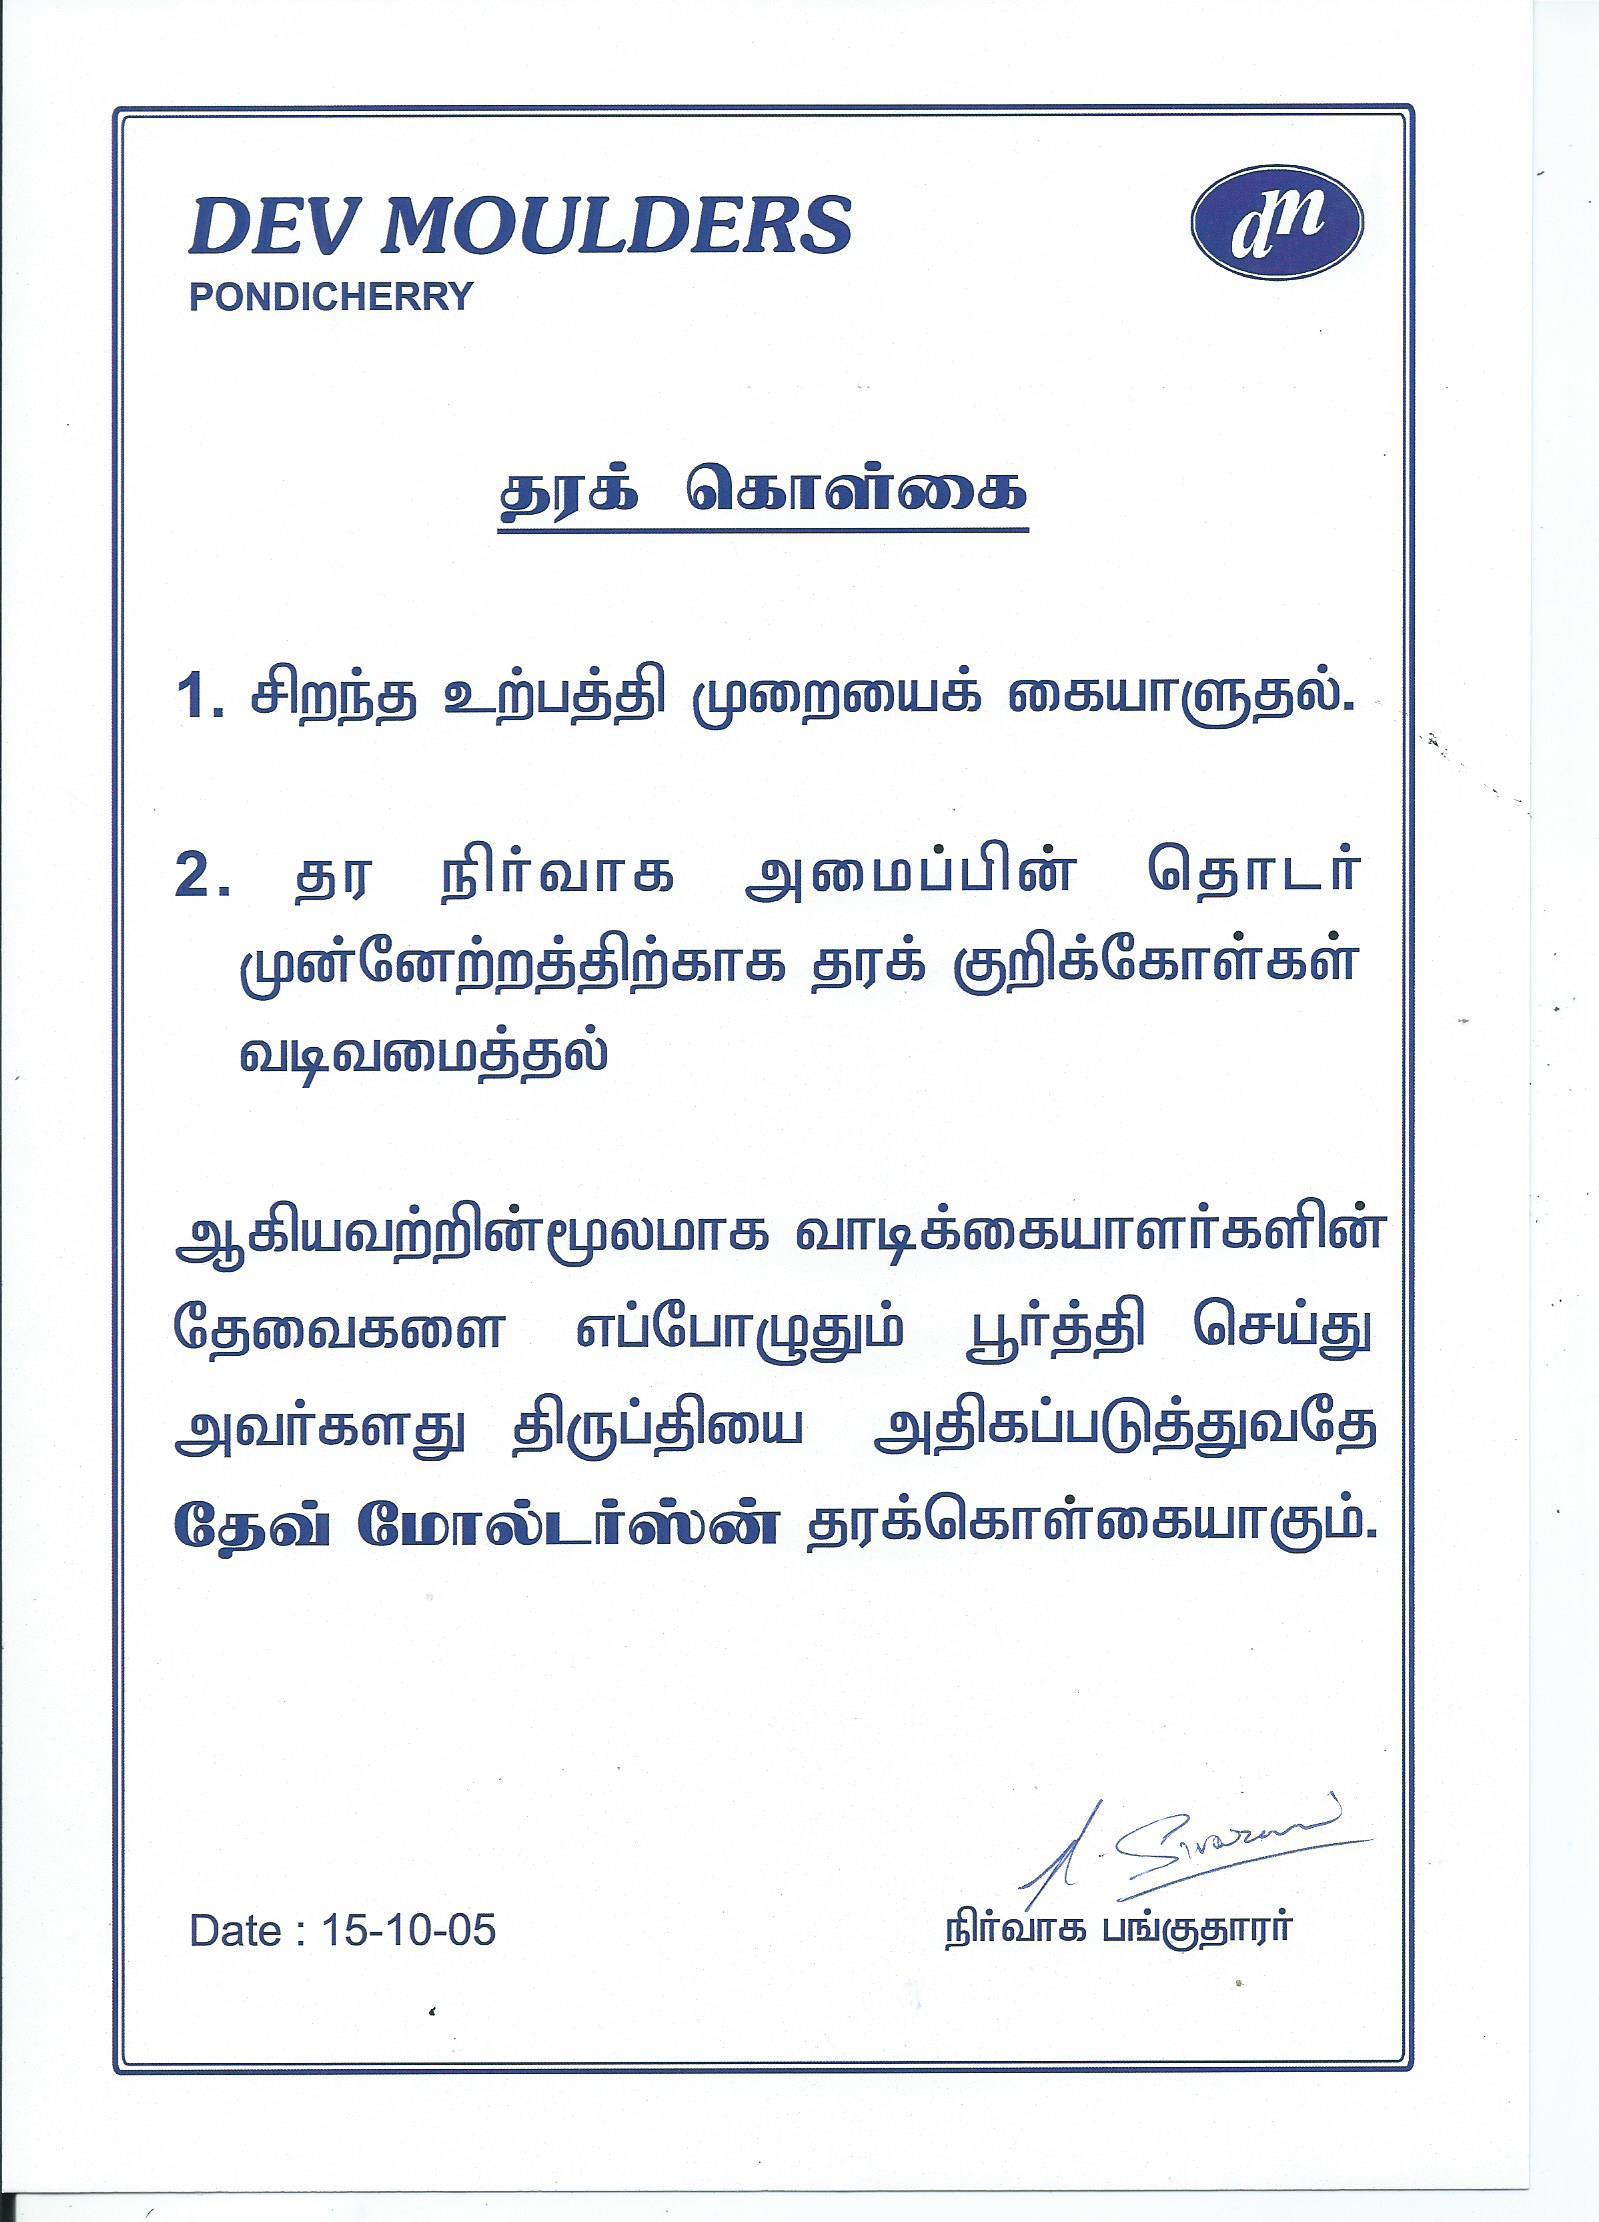 DEV MOULDERS
dm
PONDICHERRY
தரக் கொள்கை
1. சிறந்த உற்பத்தி முறையைக் கையாளுதல்.
2. தர நிர்வாக அமைப்பின் தொடர்
முன்னேற்றத்திற்காக தரக் குறிக்கோள்கள்
வடிவமைத்தல்
ஆகியவற்றின்மூலமாக வாடிக்கையாளர்களின்
தேவைகளை எப்போழுதும் பூர்த்தி செய்து
அவர்களது திருப்தியை அதிகப்படுத்துவதே
தேவ் மோல்டர்ஸ்ன் தரக்கொள்கையாகும்.
Date : 15-10-05
நிர்வாக பங்குதாரர்